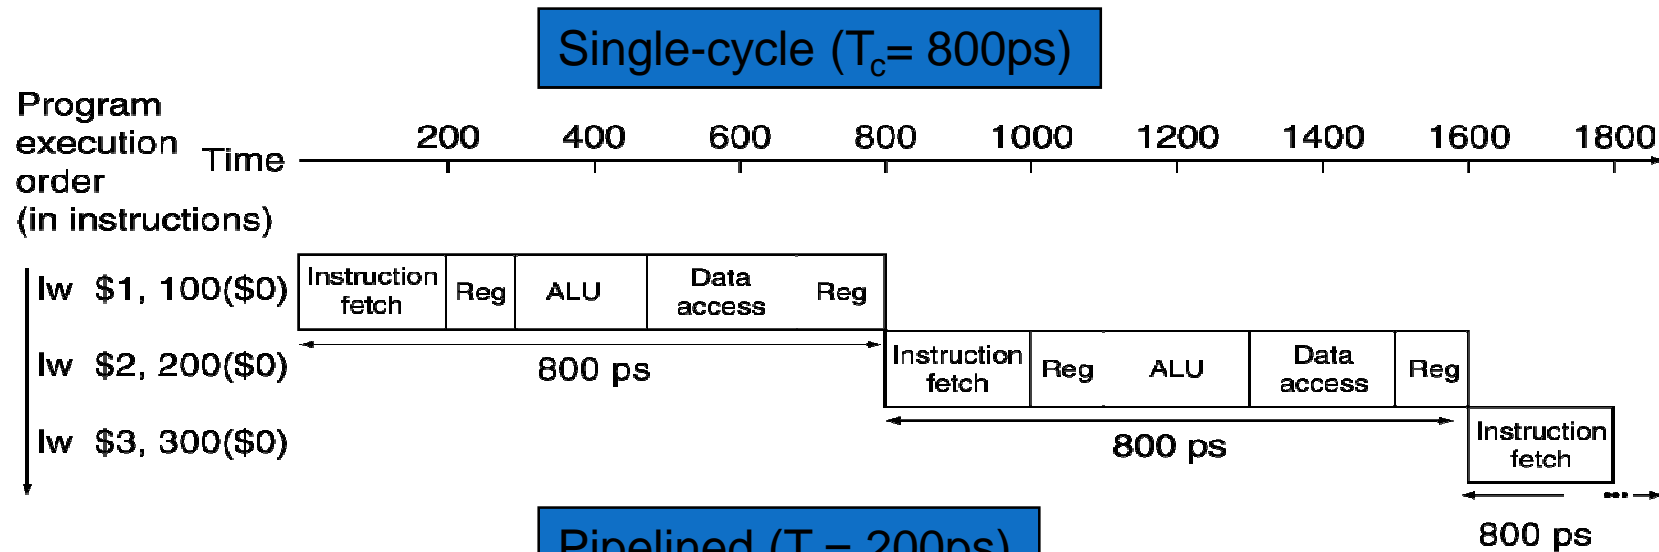 Single-cycle (Tc= 800ps)
Program
execution
order
(in instructions)
Time
200 400 600 800 1000 1200 1400 1600 1800
lw $1, 100($0)
Instruction
fetch
Reg
ALU
Data
access
Reg
800 ps
lw $2, 200($0)
Instruction
fetch
Reg
ALU
Data
access
Reg
800 ps
lw $3, 300($0)
Instruction
fetch
...
800 ps
Pipelined (T = 200ps)